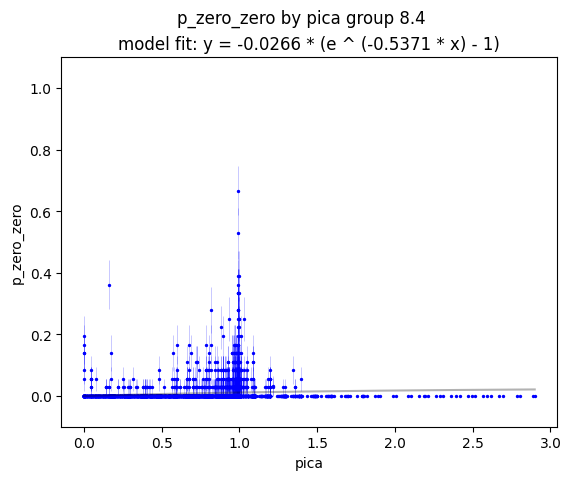 p_zero_zero by pica group 8.4
model fit: y = -0.0266 * (e ^ (-0.5371 * x) - 1)
1.0
0.8
0.6
0.4
0.2
0.0
p_zero_zero
0.0 0.5 1.0 1.5 2.0 2.5 3.0
pica